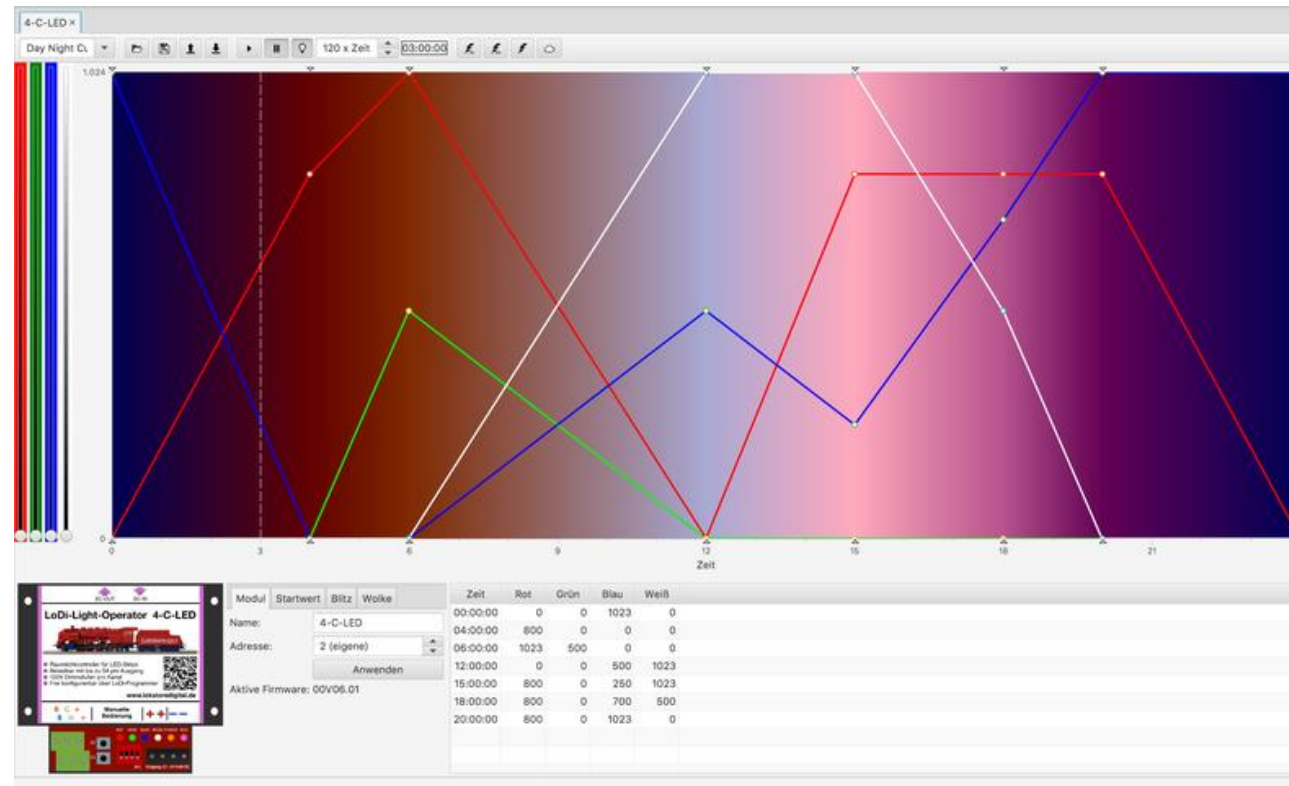 4-C-LED ×
Day Night Cu 120 x Zeit 03:00:00
1.024
0
0 3 6 9 12 15 18 21
Zeit
LoDi-Light-Operator 4-C-LED
www.lokstoredigital.de
Manuelle
Bedienung
Modul Startwert Blitz Wolke
Name: 4-C-LED
Adresse: 2 (eigene)
Anwenden
Aktive Firmware: 00V06.01
Zeit Rot Grün Blau Weiß
00:00:00 0 0 1023 0
04:00:00 800 0 0 0
06:00:00 1023 500 0 0
12:00:00 0 0 500 1023
15:00:00 800 0 250 1023
18:00:00 800 0 700 500
20:00:00 800 0 1023 0